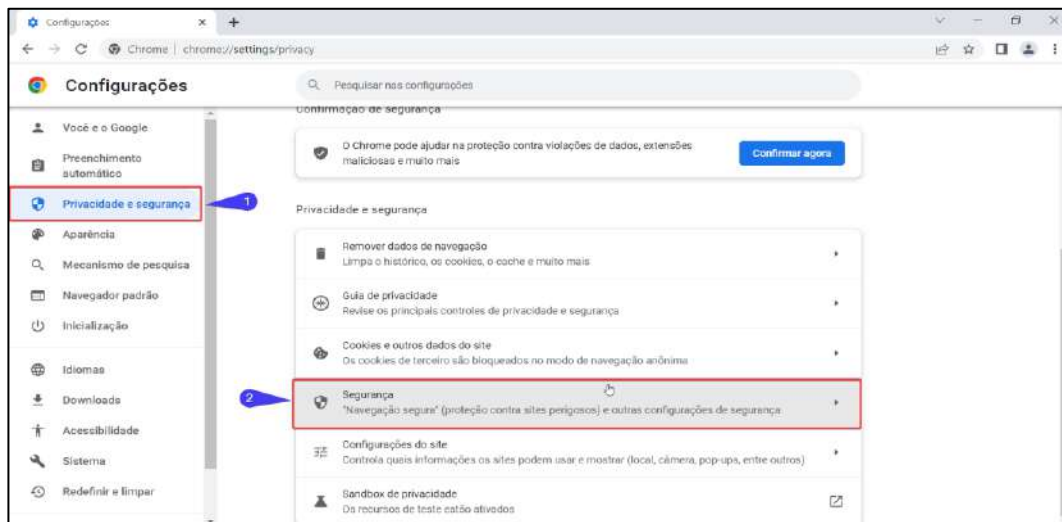 Configurações
Chrome | chrome://settings/privacy
Configurações
Pesquisar nas configurações
Confirmação de segurança
Você e o Google
O Chrome pode ajudar na proteção contra violações de dados, extensões
maliciosas e muito mais
Confirmar agora
Preenchimento
automático
Privacidade e segurança
1
Privacidade e segurança
Aparência
Remover dados de navegação
Limpa o histórico, os cookies, o cache e muito mais
Mecanismo de pesquisa
Navegador padrão
Guia de privacidade
Revise os principais controles de privacidade e segurança
Inicialização
Cookies e outros dados do site
Os cookies de terceiro são bloqueados no modo de navegação anônima
Idiomas
Downloads
2
Segurança
"Navegação segura" (proteção contra sites perigosos) e outras configurações de segurança
Acessibilidade
Sistema
Configurações do site
Controla quais informações os sites podem usar e mostrar (local, câmera, pop-ups, entre outros)
Redefinir e limpar
Sandbox de privacidade
Os recursos de teste estão ativados